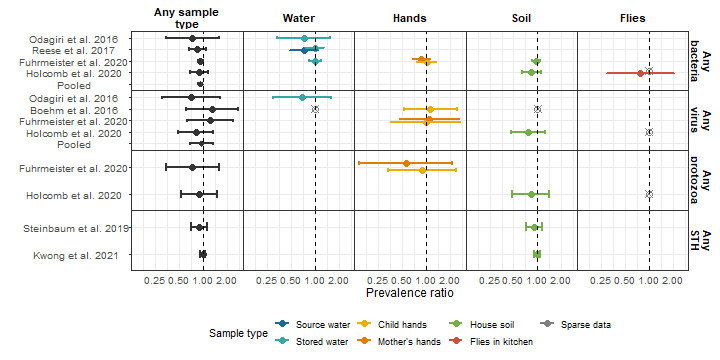 Any sample type
Water
Hands
Soil
Flies
Odagiri et al. 2016
Reese et al. 2017
Fuhrmeister et al. 2020
Holcomb et al. 2020
Pooled
Any bacteria
Odagiri et al. 2016
Boehm et al. 2016
Fuhrmeister et al. 2020
Holcomb et al. 2020
Pooled
Any virus
Fuhrmeister et al. 2020
Holcomb et al. 2020
Any protozoa
Steinbaum et al. 2019
Kwong et al. 2021
Any STH
0.25 0.50 1.00 2.00 0.25 0.50 1.00 2.00 0.25 0.50 1.00 2.00 0.25 0.50 1.00 2.00 0.25 0.50 1.00 2.00
Prevalence ratio
Sample type
Source water
Child hands
House soil
Sparse data
Stored water
Mother's hands
Flies in kitchen